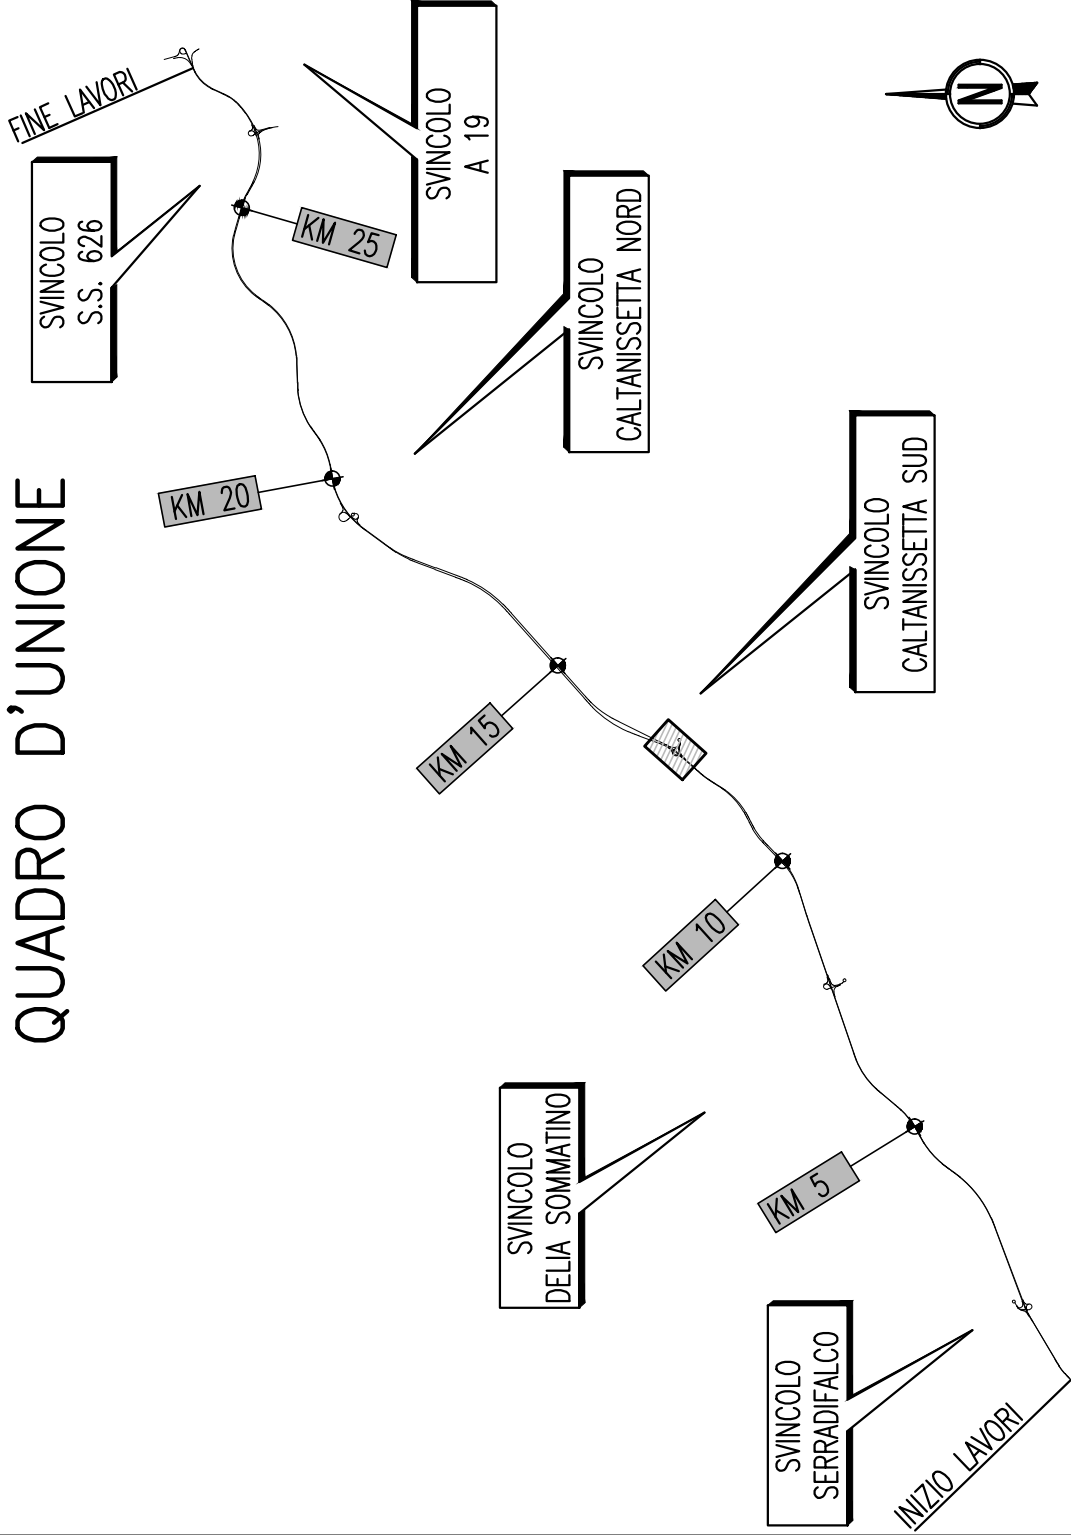 QUADRO D'UNIONE
INIZIO LAVORI
SVINCOLO
SERRADIFALCO
KM 5
SVINCOLO
DELIA SOMMATINO
KM 10
SVINCOLO
CALTANISSETTA SUD
KM 15
KM 20
SVINCOLO
CALTANISSETTA NORD
KM 25
SVINCOLO
S.S. 626
SVINCOLO
A 19
FINE LAVORI
N